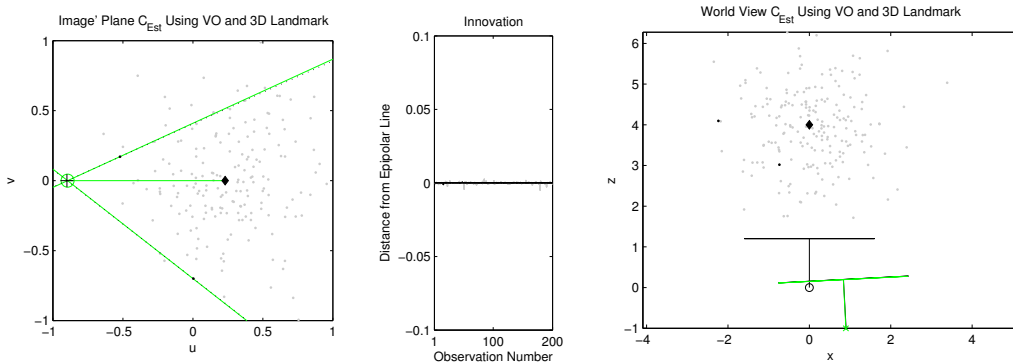 Image' Plane C_Est Using VO and 3D Landmark
1
0.5
0
−0.5
−1
−1 −0.5 0 0.5 1
v
u
Innovation
0.1
0.05
0
−0.05
−0.1
1 100 200
Distance from Epipolar Line
Observation Number
World View C_Est Using VO and 3D Landmark
6
5
4
3
2
1
0
−1
−4 −2 0 2 4
z
x